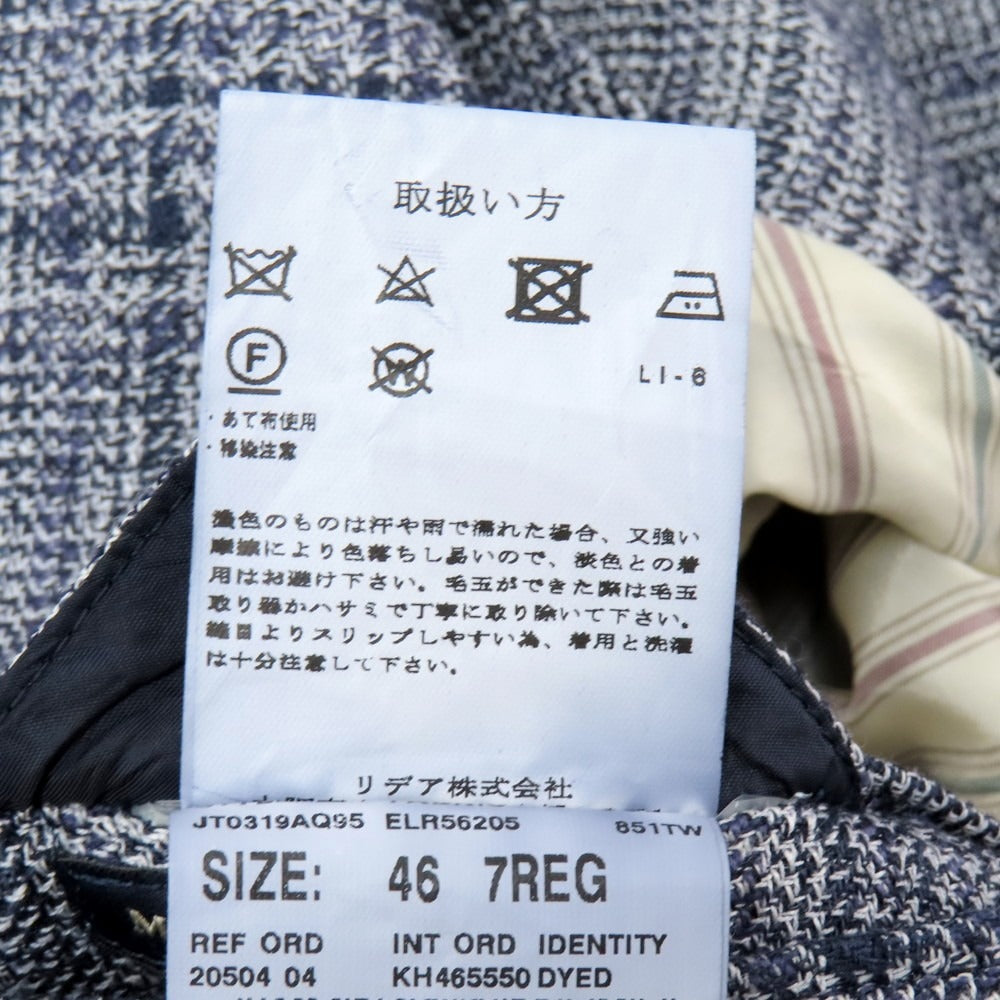 取扱い方
F
W
LI-6
・あて布使用
・移染注意
濃色のものは汗や雨で濡れた場合、又強い
摩擦により色落ちし易いので、淡色との着
用はお避け下さい。毛玉ができた際は毛玉
取り器かハサミで丁寧に取り除いて下さい。
縫目よりスリップしやすい為、着用と洗濯
は十分注意して下さい。
リデア株式会社
JT0319AQ95 ELR56205 851TW
SIZE: 46 7REG
REF ORD INT ORD IDENTITY
20504 04 KH465550 DYED